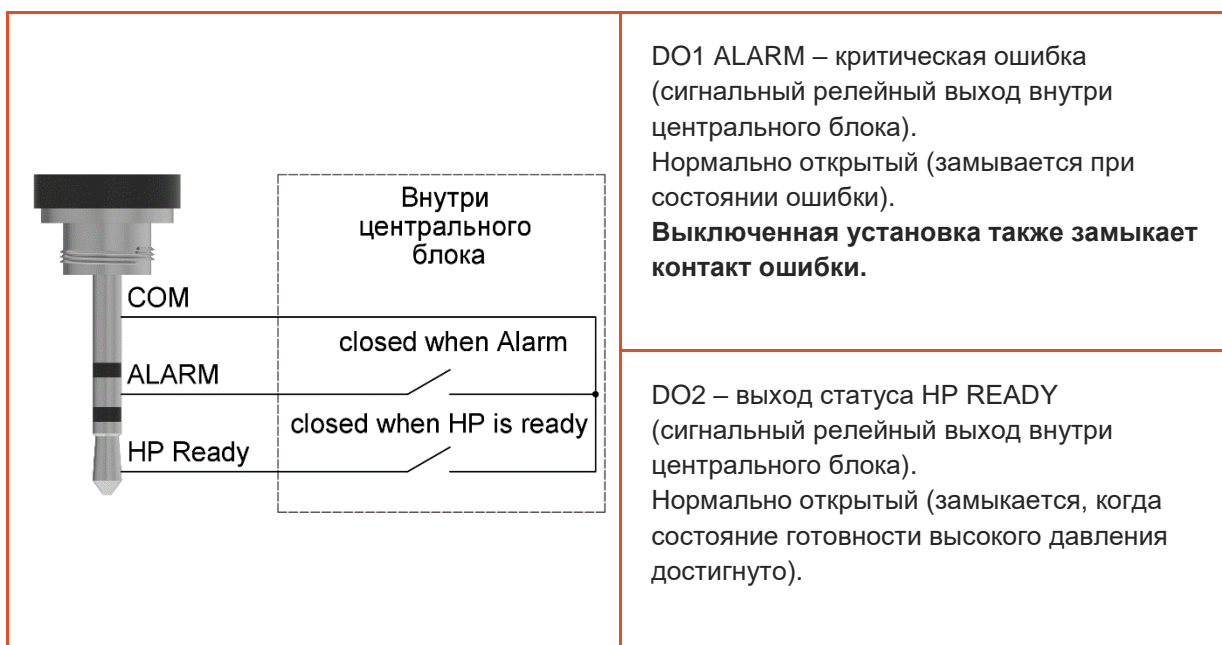 Внутри
центрального
блока
COM
closed when Alarm
ALARM
closed when HP is ready
HP Ready
DO1 ALARM – критическая ошибка
(сигнальный релейный выход внутри
центрального блока).
Нормально открытый (замывается при
состоянии ошибки).
Выключенная установка также замыкает
контакт ошибки.
DO2 – выход статуса HP READY
(сигнальный релейный выход внутри
центрального блока).
Нормально открытый (замыкается, когда
состояние готовности высокого давления
достигнуто).